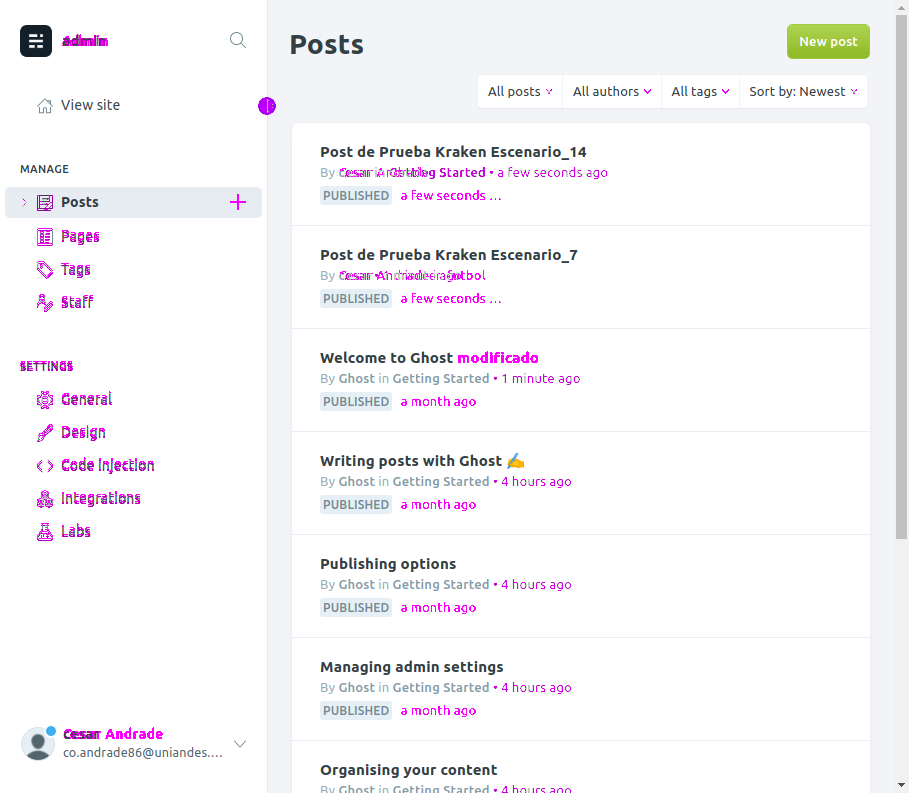 Admin
View site
MANAGE
Posts
Pages
Tags
Staff
SETTINGS
General
Design
Code injection
Integrations
Labs
Cesar Andrade
co.andrade86@uniandes....
Posts
New post
All posts
All authors
All tags
Sort by: Newest
Post de Prueba Kraken Escenario_14
By Getting Started • a few seconds ago
PUBLISHED a few seconds ...
Post de Prueba Kraken Escenario_7
By Cesar
PUBLISHED a few seconds ...
Welcome to Ghost modificado
By Ghost in Getting Started • 1 minute ago
PUBLISHED a month ago
Writing posts with Ghost ✍️
By Ghost in Getting Started • 4 hours ago
PUBLISHED a month ago
Publishing options
By Ghost in Getting Started • 4 hours ago
PUBLISHED a month ago
Managing admin settings
By Ghost in Getting Started • 4 hours ago
PUBLISHED a month ago
Organising your content
By Ghost in Getting Started • 4 hours ago